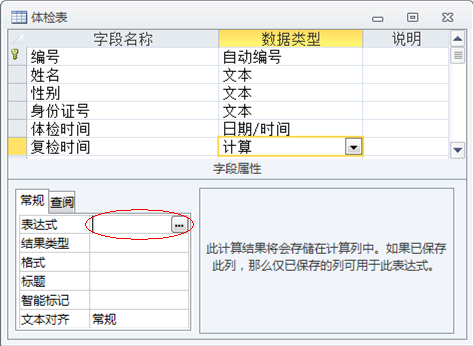 体检表
字段名称 数据类型 说明
编号 自动编号
姓名 文本
性别 文本
身份证号 文本
体检时间 日期/时间
复检时间 计算
字段属性
常规 查阅
表达式 ...
结果类型
格式
标题
智能标记
文本对齐 常规
此计算结果将会存储在计算列中。如果已保存
此列，那么仅已保存的列可用于此表达式。